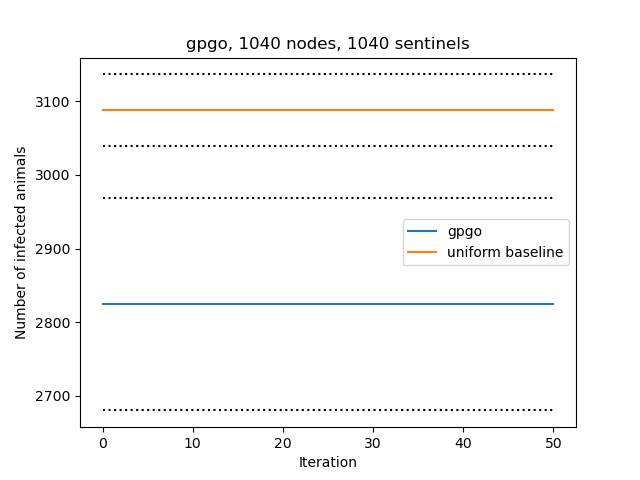 gpgo, 1040 nodes, 1040 sentinels
3100
3000
2900
2800
2700
Number of infected animals
gpgo
uniform baseline
0 10 20 30 40 50
Iteration